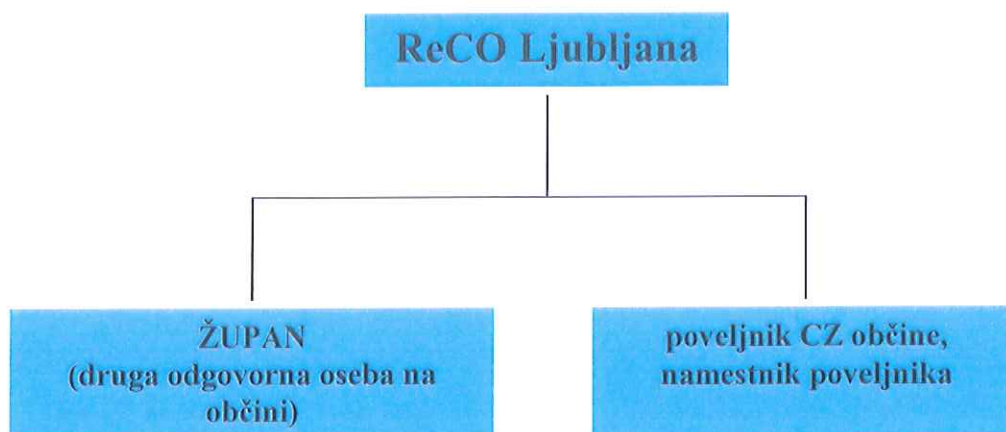 ReCO Ljubljana
ŽUPAN
(druga odgovorna oseba na
občini)
poveljnik CZ občine,
namestnik poveljnika